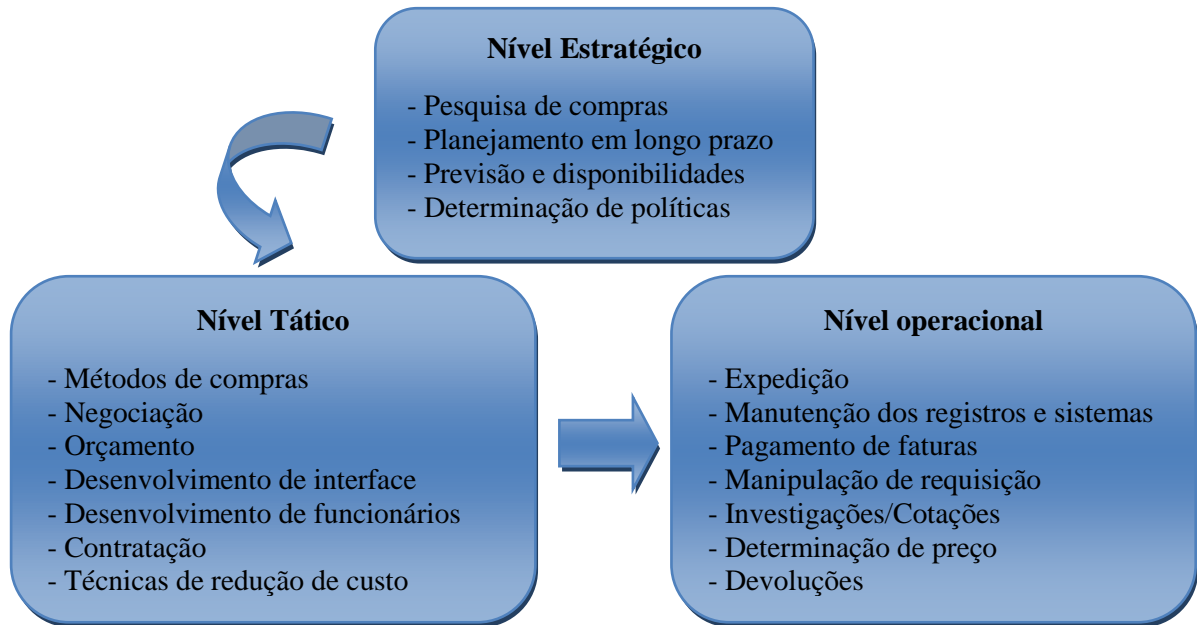 Nível Estratégico
- Pesquisa de compras
- Planejamento em longo prazo
- Previsão e disponibilidades
- Determinação de políticas
Nível Tático
- Métodos de compras
- Negociação
- Orçamento
- Desenvolvimento de interface
- Desenvolvimento de funcionários
- Contratação
- Técnicas de redução de custo
Nível operacional
- Expedição
- Manutenção dos registros e sistemas
- Pagamento de faturas
- Manipulação de requisição
- Investigações/Cotações
- Determinação de preço
- Devoluções